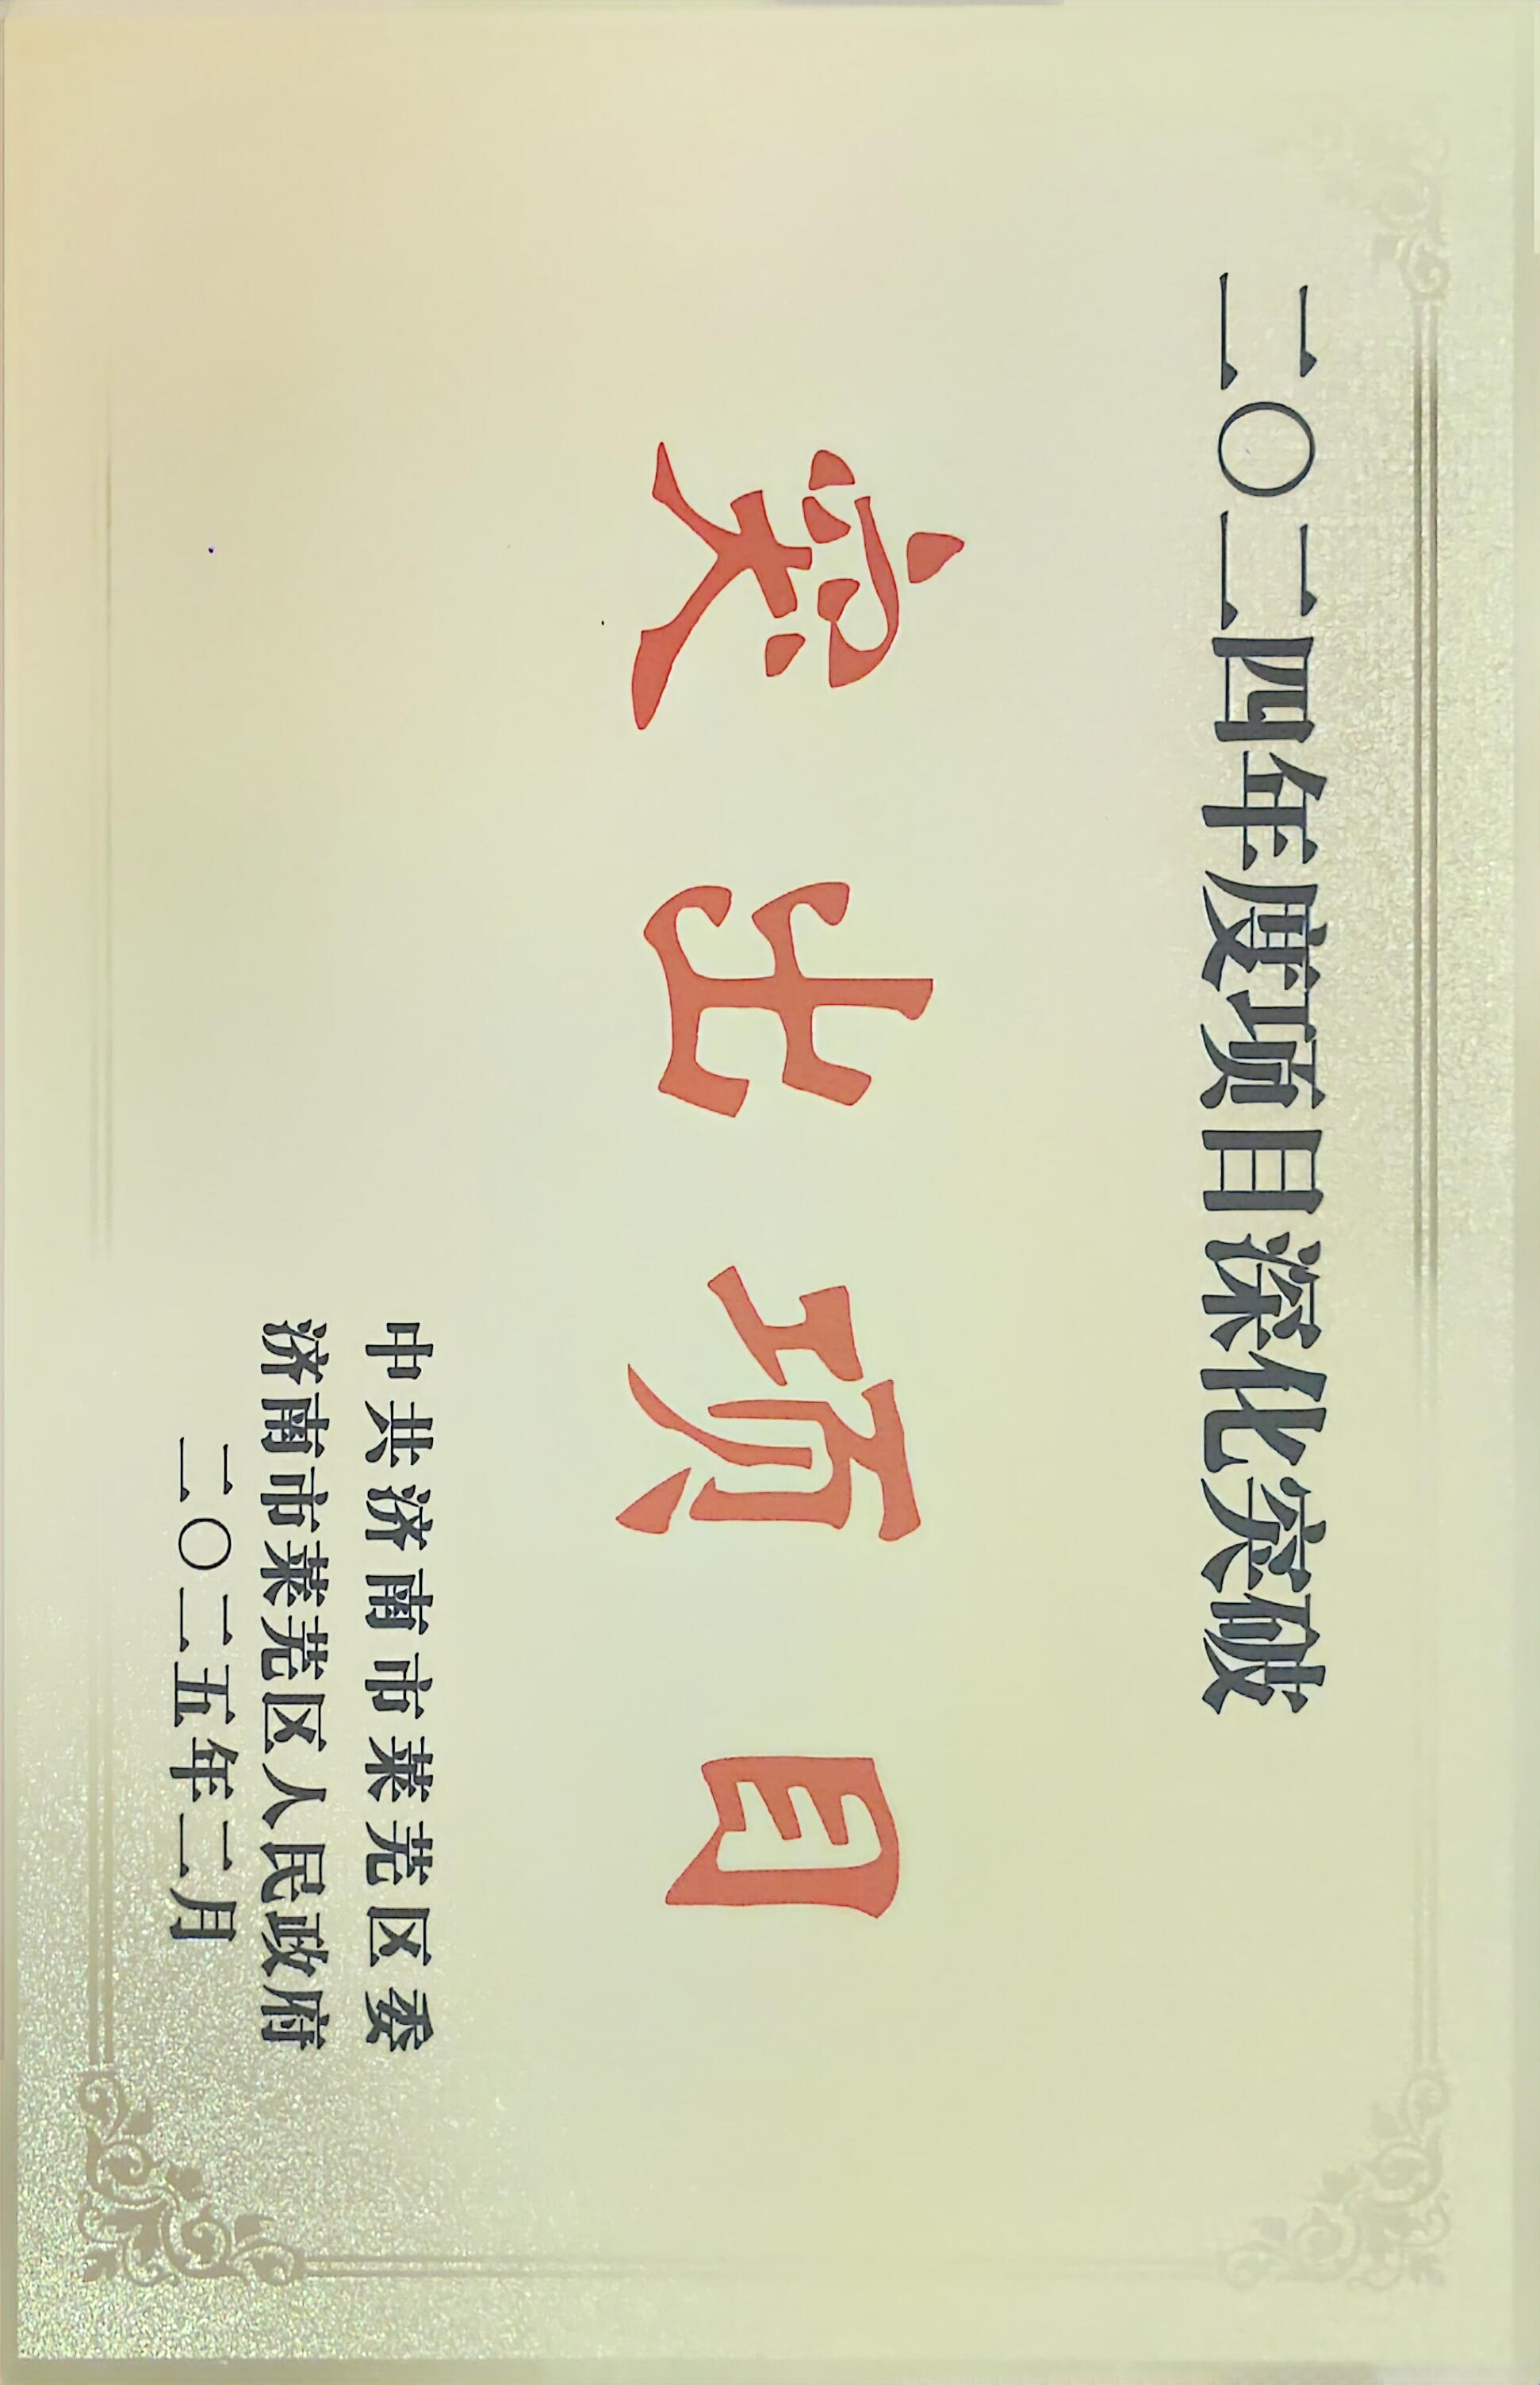 二〇二四年度项目深化突破
突出项目
中共济南市莱芜区委
济南市莱芜区人民政府
二〇二五年二月